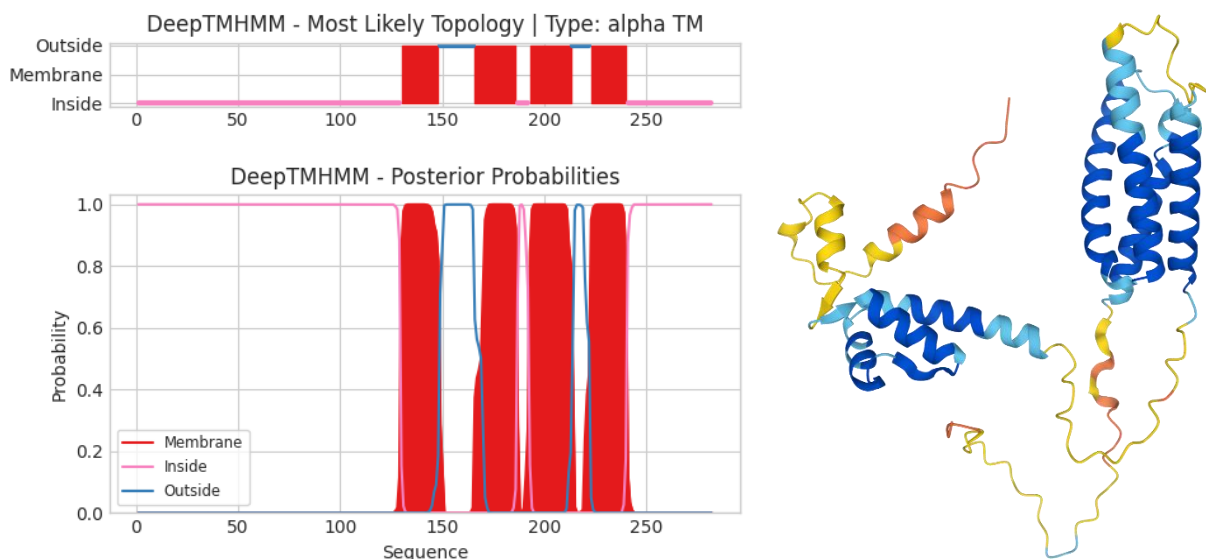 DeepTMHMM - Most Likely Topology | Type: alpha TM
Outside
Membrane
Inside
0 50 100 150 200 250
DeepTMHMM - Posterior Probabilities
1.0
0.8
0.6
0.4
0.2
0.0
Probability
Membrane
Inside
Outside
0 50 100 150 200 250
Sequence